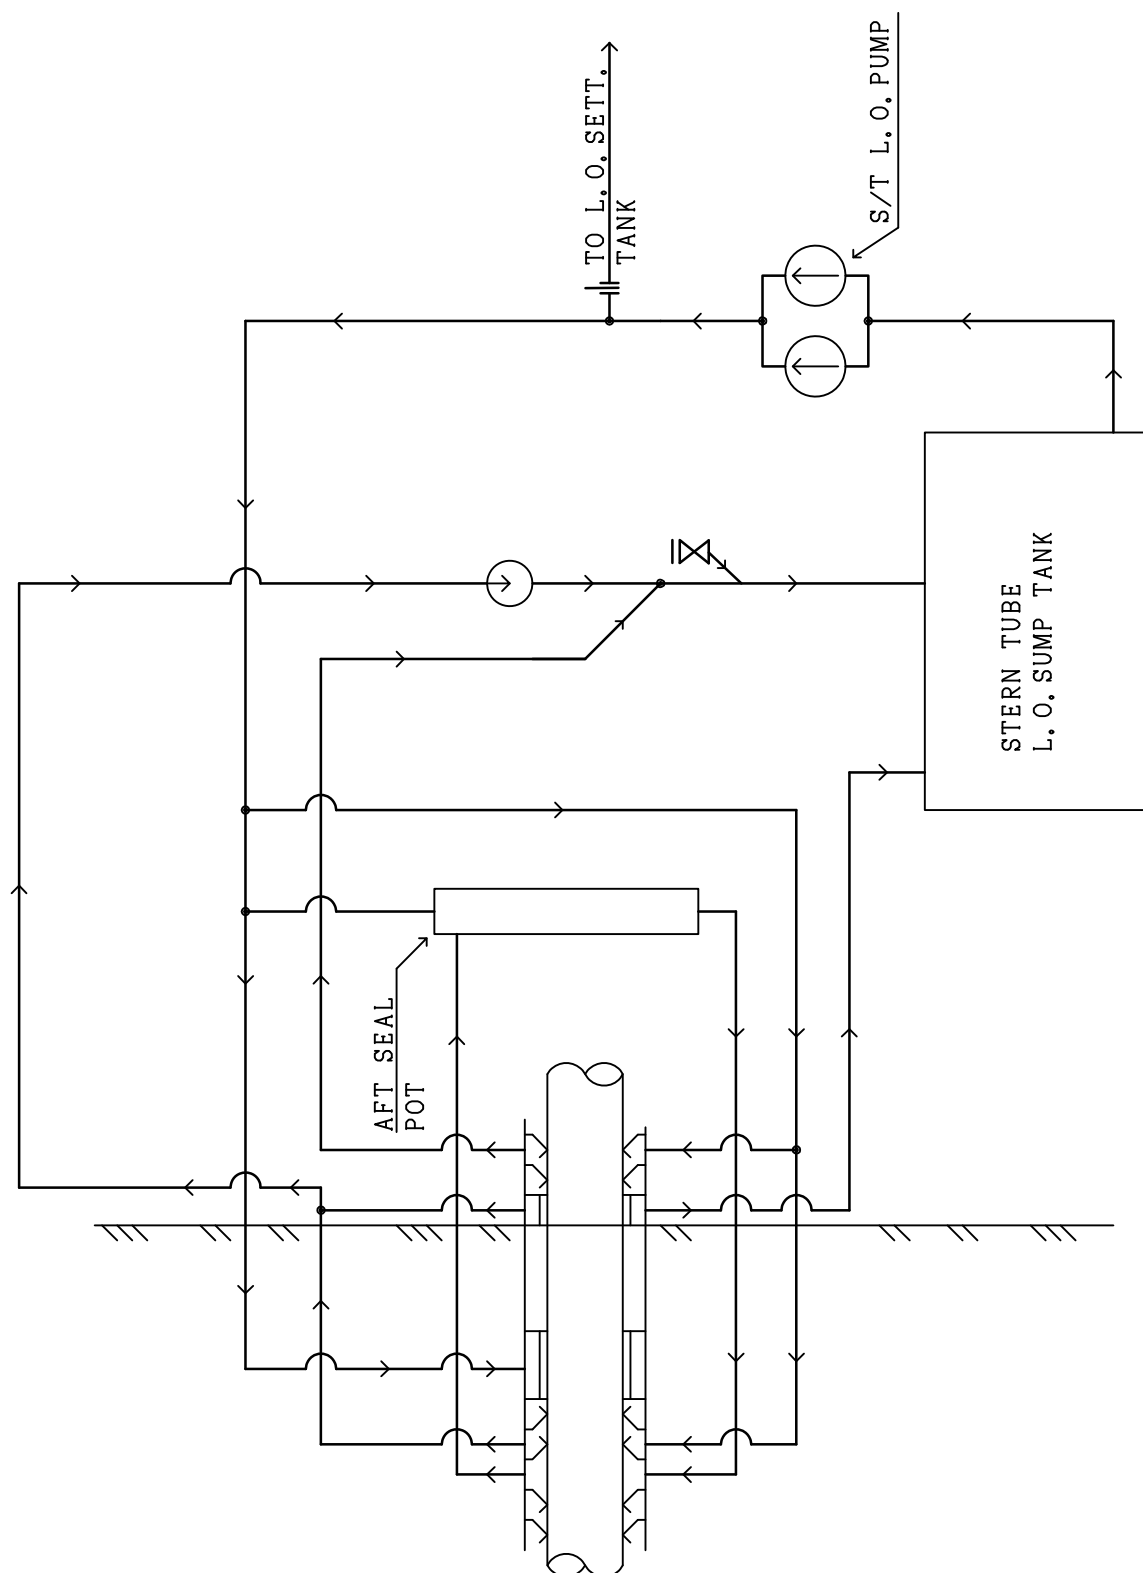 TO L.O.SETT.
TANK
S/T L.O.PUMP
STERN TUBE
L.O.SUMP TANK
AFT SEAL
POT